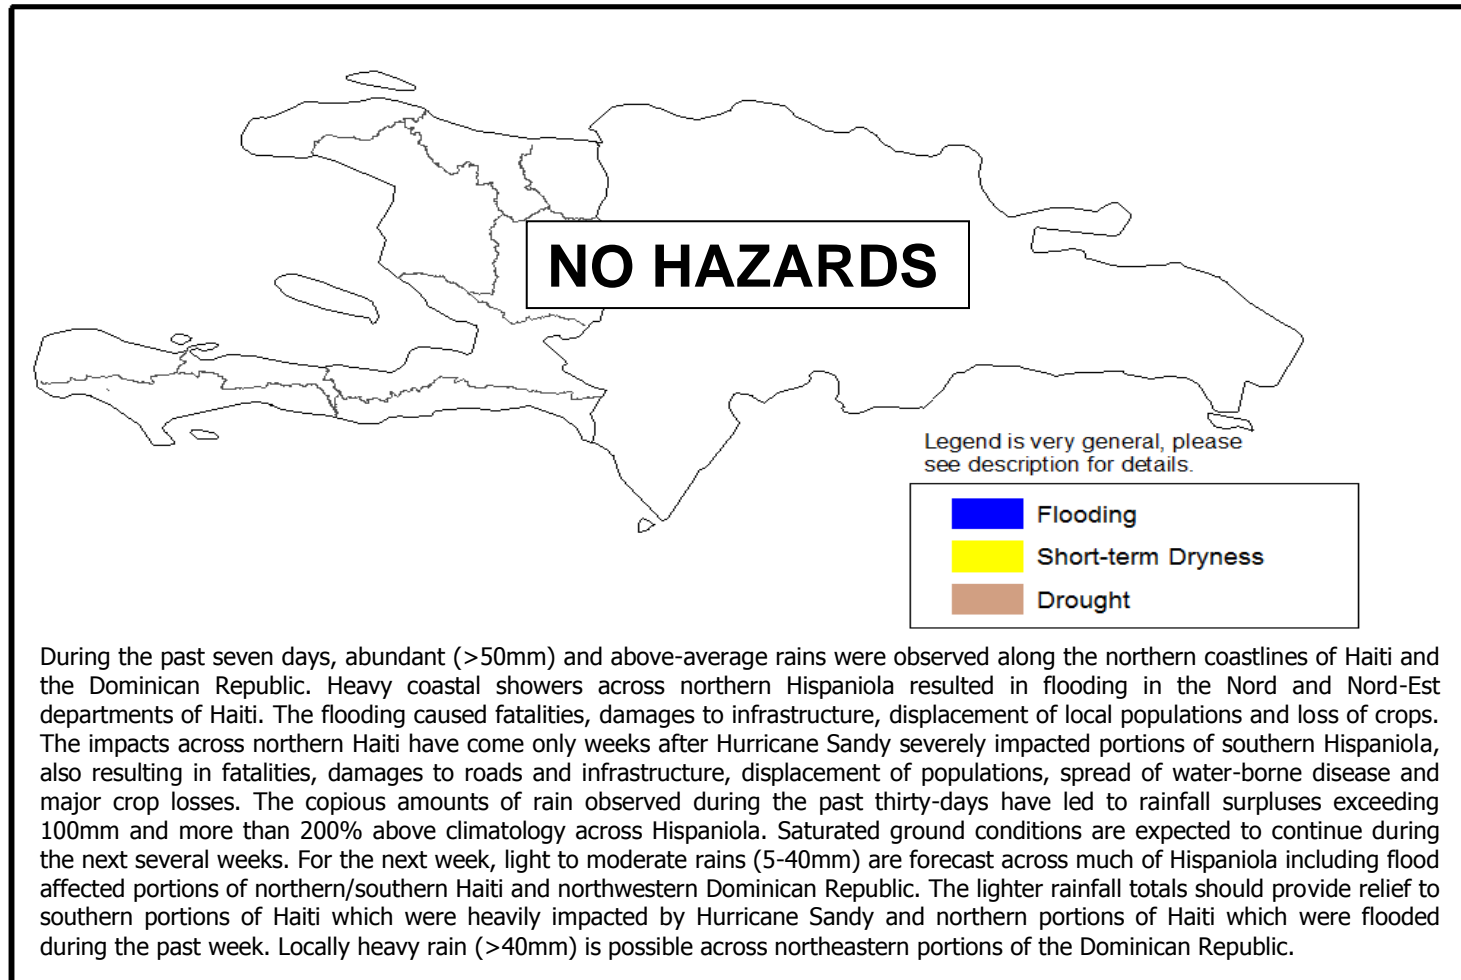 NO HAZARDS
Legend is very general, please
see description for details.
Flooding
Short-term Dryness
Drought
During the past seven days, abundant (>50mm) and above-average rains were observed along the northern coastlines of Haiti and
the Dominican Republic. Heavy coastal showers across northern Hispaniola resulted in flooding in the Nord and Nord-Est
departments of Haiti. The flooding caused fatalities, damages to infrastructure, displacement of local populations and loss of crops.
The impacts across northern Haiti have come only weeks after Hurricane Sandy severely impacted portions of southern Hispaniola,
also resulting in fatalities, damages to roads and infrastructure, displacement of populations, spread of water-borne disease and
major crop losses. The copious amounts of rain observed during the past thirty-days have led to rainfall surpluses exceeding
100mm and more than 200% above climatology across Hispaniola. Saturated ground conditions are expected to continue during
the next several weeks. For the next week, light to moderate rains (5-40mm) are forecast across much of Hispaniola including flood
affected portions of northern/southern Haiti and northwestern Dominican Republic. The lighter rainfall totals should provide relief to
southern portions of Haiti which were heavily impacted by Hurricane Sandy and northern portions of Haiti which were flooded
during the past week. Locally heavy rain (>40mm) is possible across northeastern portions of the Dominican Republic.